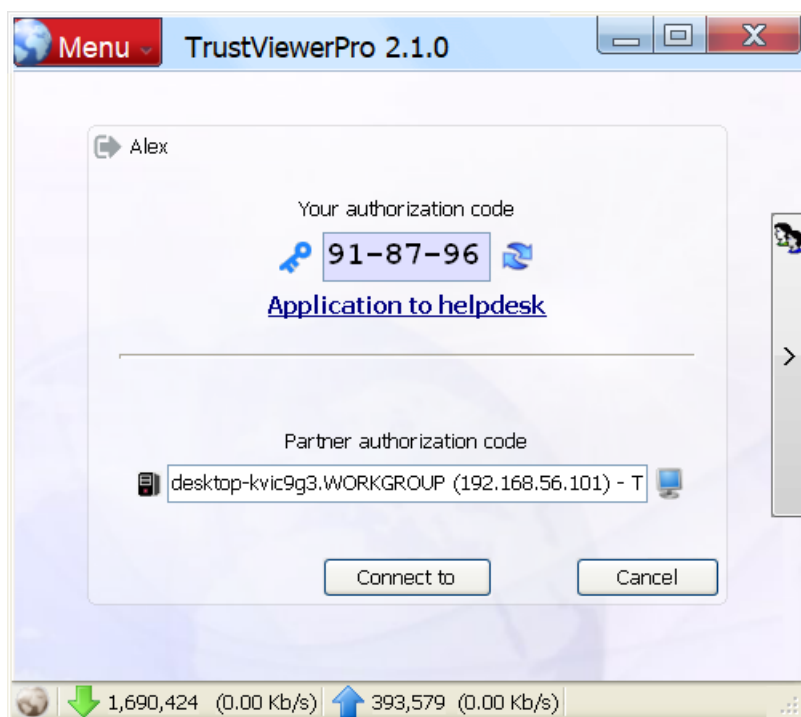 Menu TrustViewerPro 2.1.0
Alex
Your authorization code
91-87-96
Application to helpdesk
Partner authorization code
desktop-kvic9g3.WORKGROUP (192.168.56.101) - T
Connect to Cancel
1,690,424 (0.00 Kb/s) 393,579 (0.00 Kb/s)